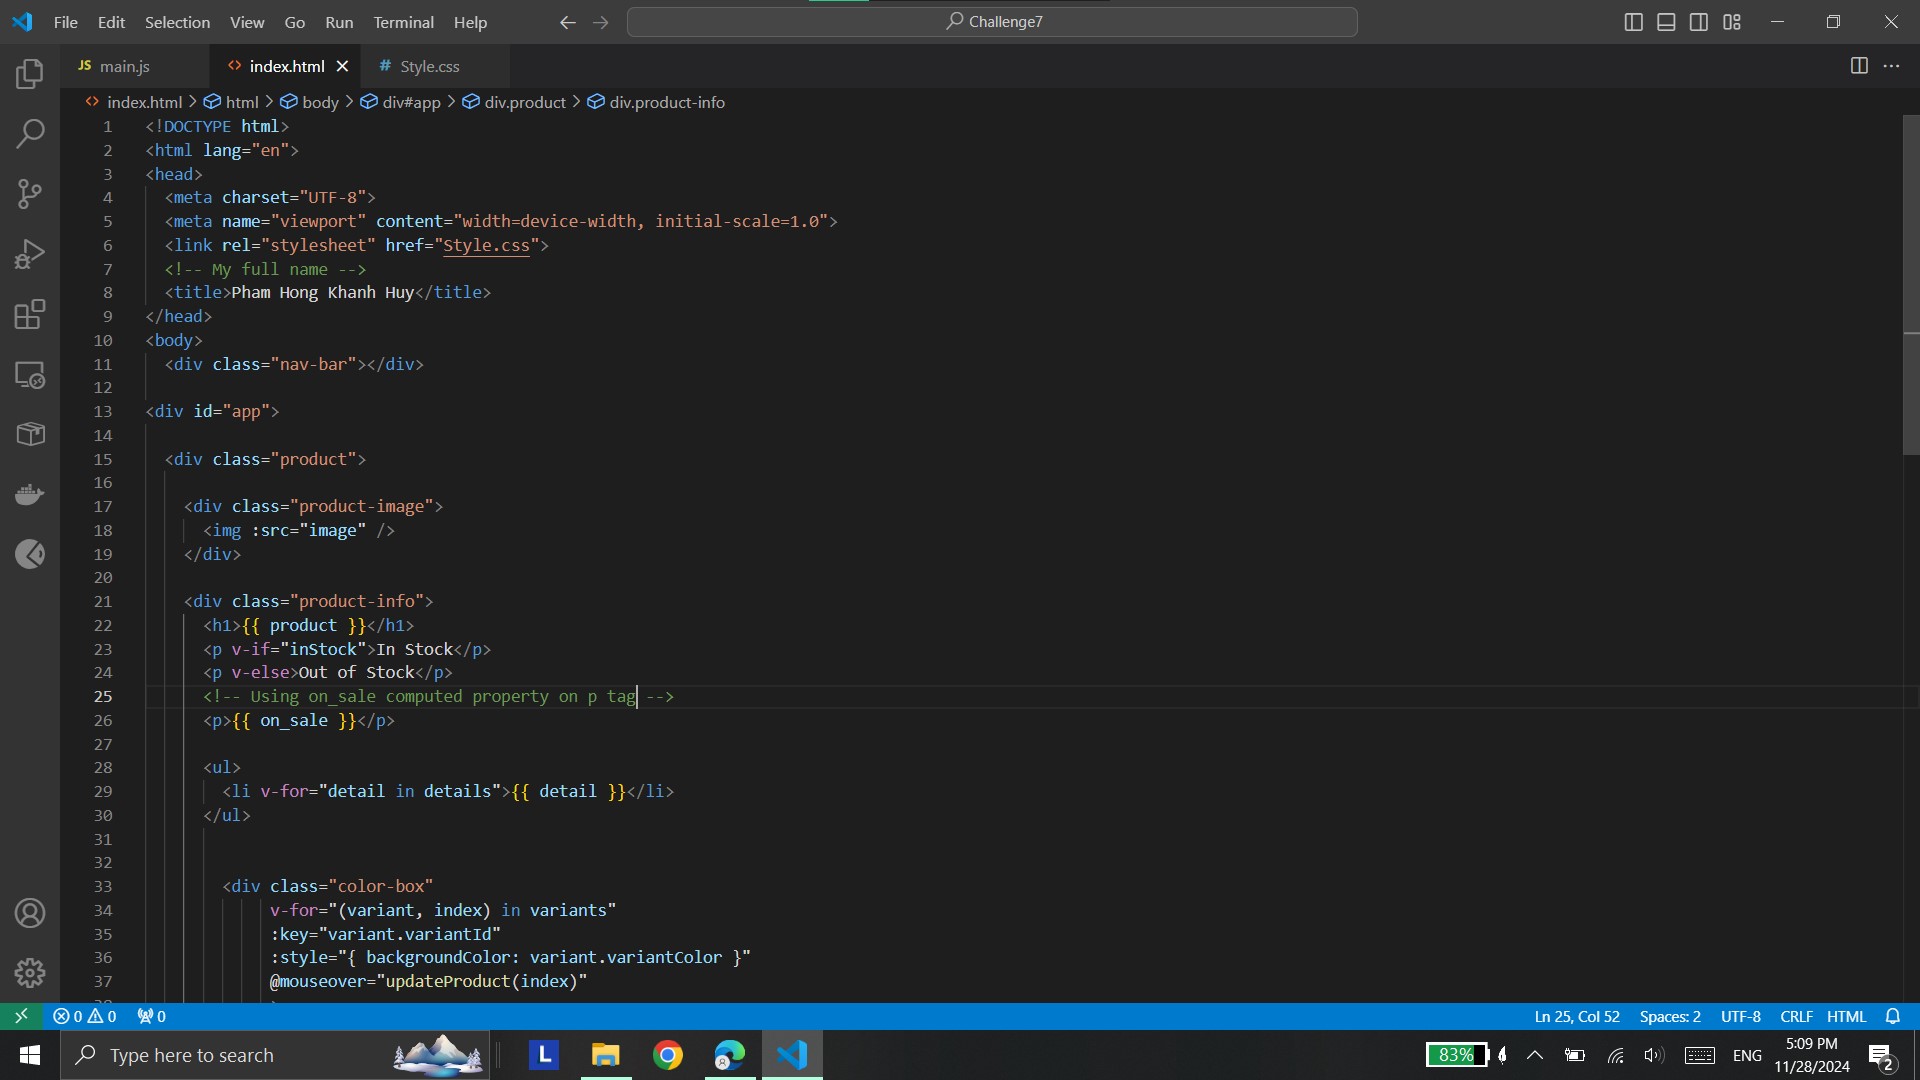 File Edit Selection View Go Run Terminal Help
Challenge7
JS main.js
<> index.html
# Style.css
<> index.html > html > body > div#app > div.product > div.product-info
1 <!DOCTYPE html>
2 <html lang="en">
3 <head>
4 <meta charset="UTF-8">
5 <meta name="viewport" content="width=device-width, initial-scale=1.0">
6 <link rel="stylesheet" href="Style.css">
7 <!-- My full name -->
8 <title>Pham Hong Khanh Huy</title>
9 </head>
10 <body>
11 <div class="nav-bar"></div>
12
13 <div id="app">
14
15 <div class="product">
16
17 <div class="product-image">
18 <img :src="image" />
19 </div>
20
21 <div class="product-info">
22 <h1>{{ product }}</h1>
23 <p v-if="inStock">In Stock</p>
24 <p v-else>Out of Stock</p>
25 <!-- Using on_sale computed property on p tag -->
26 <p>{{ on_sale }}</p>
27
28 <ul>
29 <li v-for="detail in details">{{ detail }}</li>
30 </ul>
31
32
33 <div class="color-box"
34 v-for="(variant, index) in variants"
35 :key="variant.variantId"
36 :style="{ backgroundColor: variant.variantColor }"
37 @mouseover="updateProduct(index)"
0 0 0
Ln 25, Col 52 Spaces: 2 UTF-8 CRLF HTML
Type here to search
L
83%
ENG
5:09 PM
11/28/2024
2